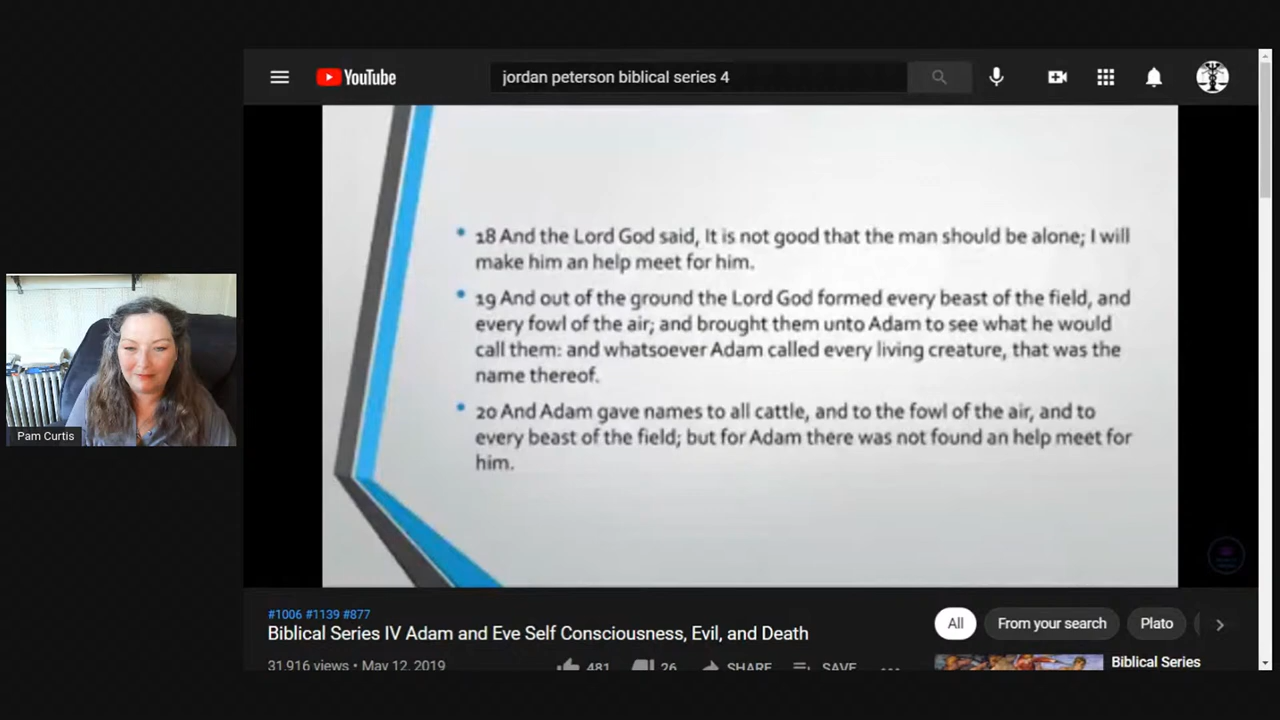 YouTube
jordan peterson biblical series 4
18 And the Lord God said, It is not good that the man should be alone; I will
make him an help meet for him.
19 And out of the ground the Lord God formed every beast of the field, and
every fowl of the air; and brought them unto Adam to see what he would
call them: and whatsoever Adam called every living creature, that was the
name thereof.
20 And Adam gave names to all cattle, and to the fowl of the air, and to
every beast of the field; but for Adam there was not found an help meet for
him.
Pam Curtis
#1006 #1139 #877
Biblical Series IV Adam and Eve Self Consciousness, Evil, and Death
31,916 views • May 12, 2019
481
26
SHARE
SAVE
All
From your search
Plato
Biblical Series